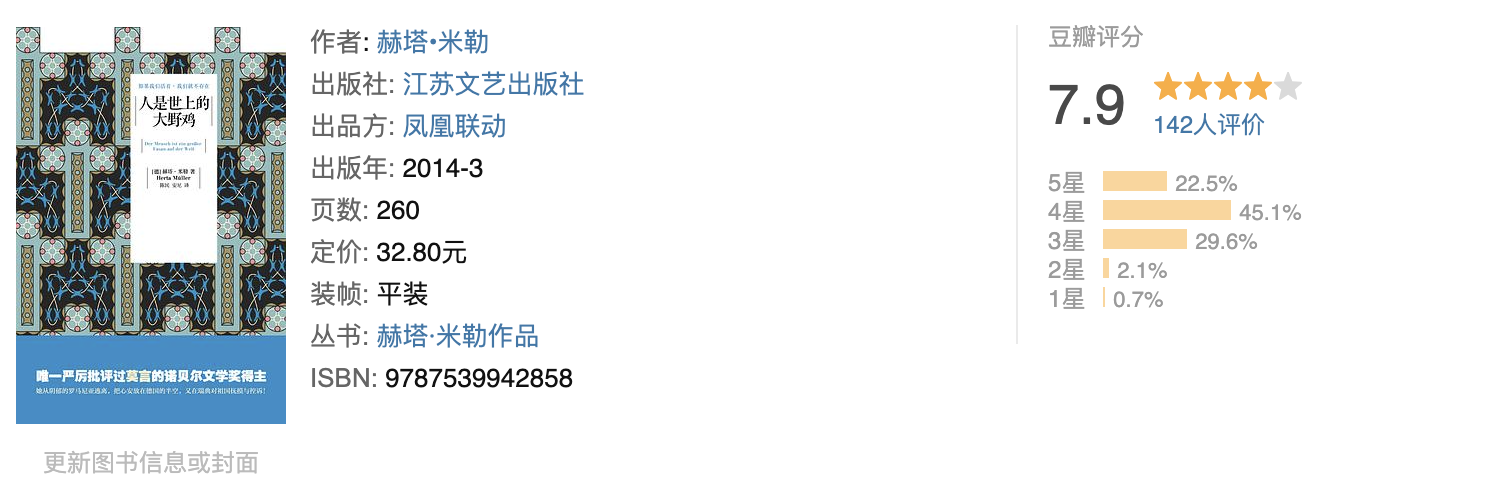 如果我们沉默，我们就不舒服
人是世上的
大野鸡
Der Mensch ist ein großer
Fasan auf der Welt
[德] 赫塔·米勒 著
Herta Müller
陈民 安尼 译
唯一严厉批评过莫言的诺贝尔文学奖得主
更新图书信息或封面
作者: 赫塔•米勒
出版社: 江苏文艺出版社
出品方: 凤凰联动
出版年: 2014-3
页数: 260
定价: 32.80元
装帧: 平装
丛书: 赫塔·米勒作品
ISBN: 9787539942858
豆瓣评分
7.9
142人评价
5星 22.5%
4星 45.1%
3星 29.6%
2星 2.1%
1星 0.7%